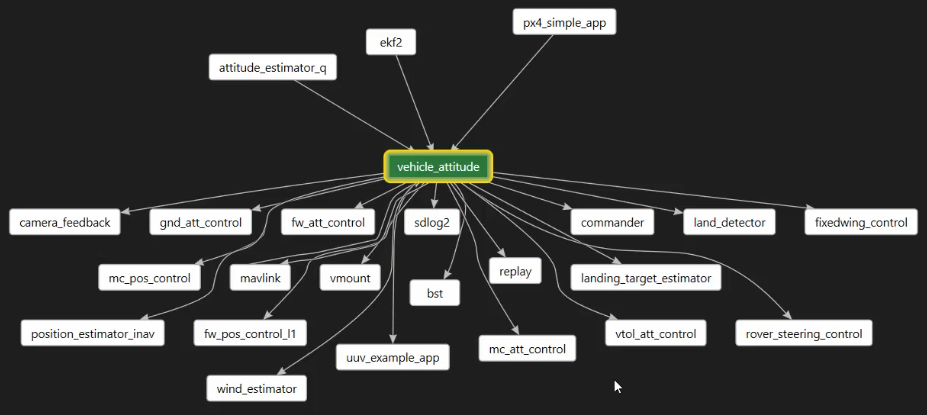 px4_simple_app
ekf2
attitude_estimator_q
vehicle_attitude
camera_feedback
gnd_att_control
fw_att_control
sdlog2
commander
land_detector
fixedwing_control
mc_pos_control
mavlink
vmount
bst
replay
landing_target_estimator
position_estimator_inav
fw_pos_control_l1
uuv_example_app
mc_att_control
vtol_att_control
rover_steering_control
wind_estimator